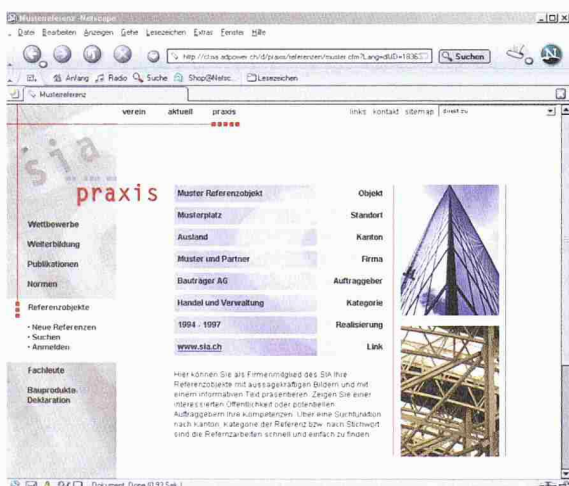 Musterreferenz - Netscape
Datei Bearbeiten Anzeigen Gehe Lesezeichen Extras Fenster Hilfe
Suchen
Anfang Radio Suche Shop@Netsc... Lesezeichen
Musterreferenz
verein aktuell praxis links kontakt sitemap direkt zu
sia
praxis
Muster Referenzobjekt Objekt
Musterplatz Standort
Wettbewerbe
Ausland Kanton
Weiterbildung
Publikationen
Muster und Partner Firma
Normen
Bauträger AG Auftraggeber
Referenzobjekte
Handel und Verwaltung Kategorie
- Neue Referenzen
- Suchen
- Anmelden
1994 - 1997 Realisierung
www.sia.ch Link
Fachleute
Bauprodukte-
Deklaration
Hier können Sie als Firmenmitglied des SIA Ihre
Referenzobjekte mit aussagekräftigen Bildern und mit
einem informativen Text präsentieren. Zeigen Sie einer
interessierten Öffentlichkeit oder potentiellen
Auftraggebern Ihre Kompetenzen. Über eine Suchfunktion
nach Kanton, Kategorie der Referenz bzw. nach Stichwort
sind die Refernzarbeiten schnell und einfach zu finden.
Dokument: Done